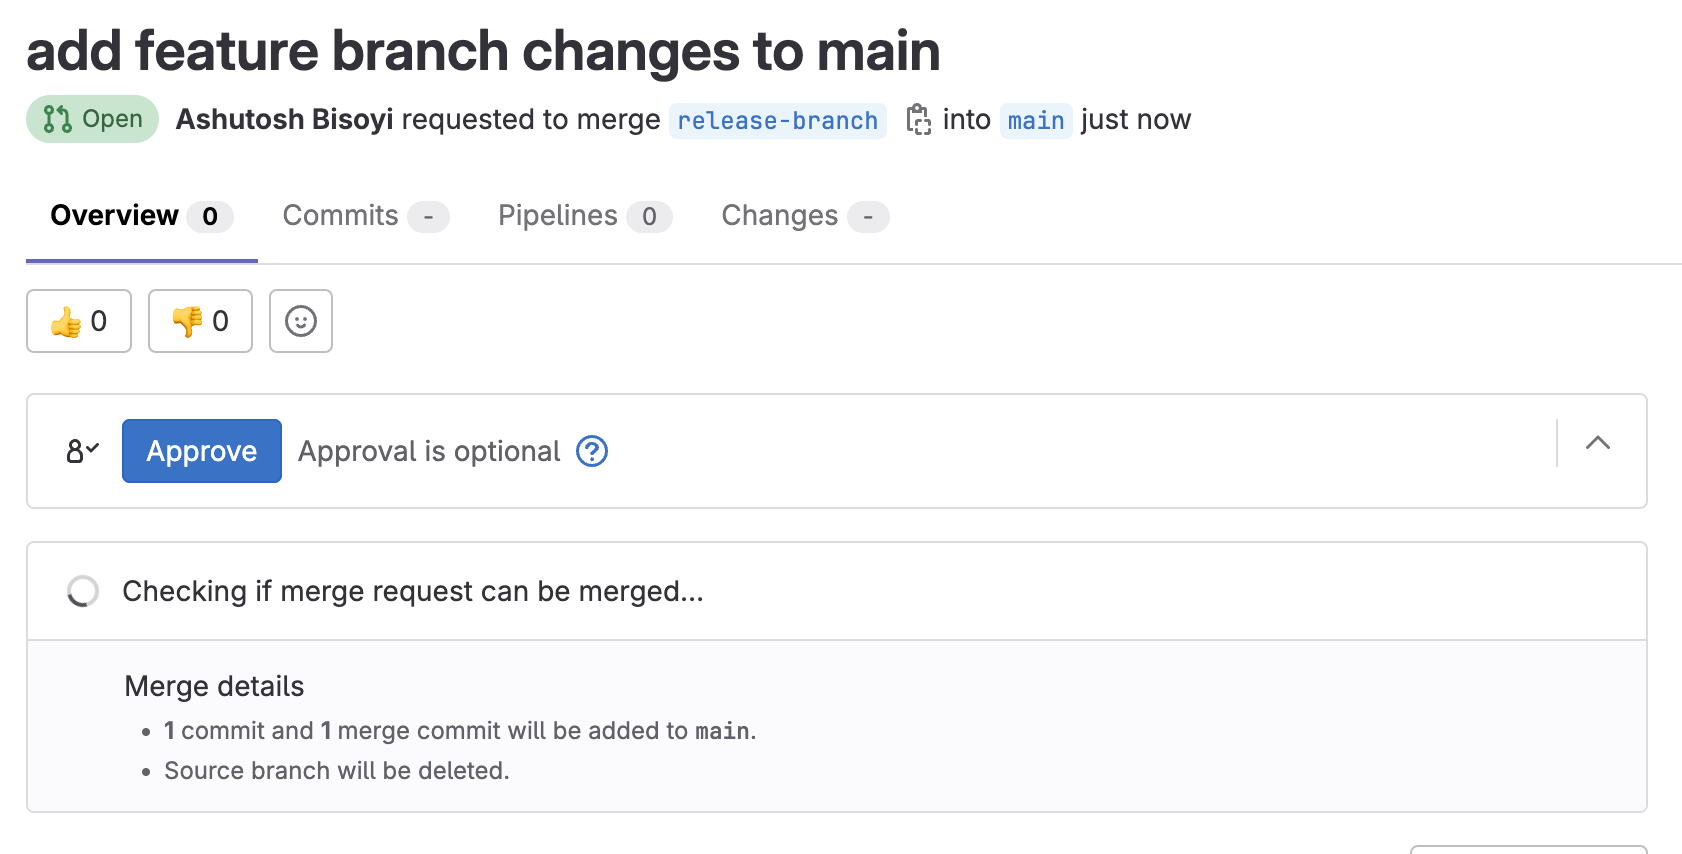 add feature branch changes to main
Open Ashutosh Bisoyi requested to merge release-branch into main just now
Overview 0 Commits - Pipelines 0 Changes -
👍 0 👎 0
Approve Approval is optional ?
Checking if merge request can be merged...
Merge details
• 1 commit and 1 merge commit will be added to main.
• Source branch will be deleted.